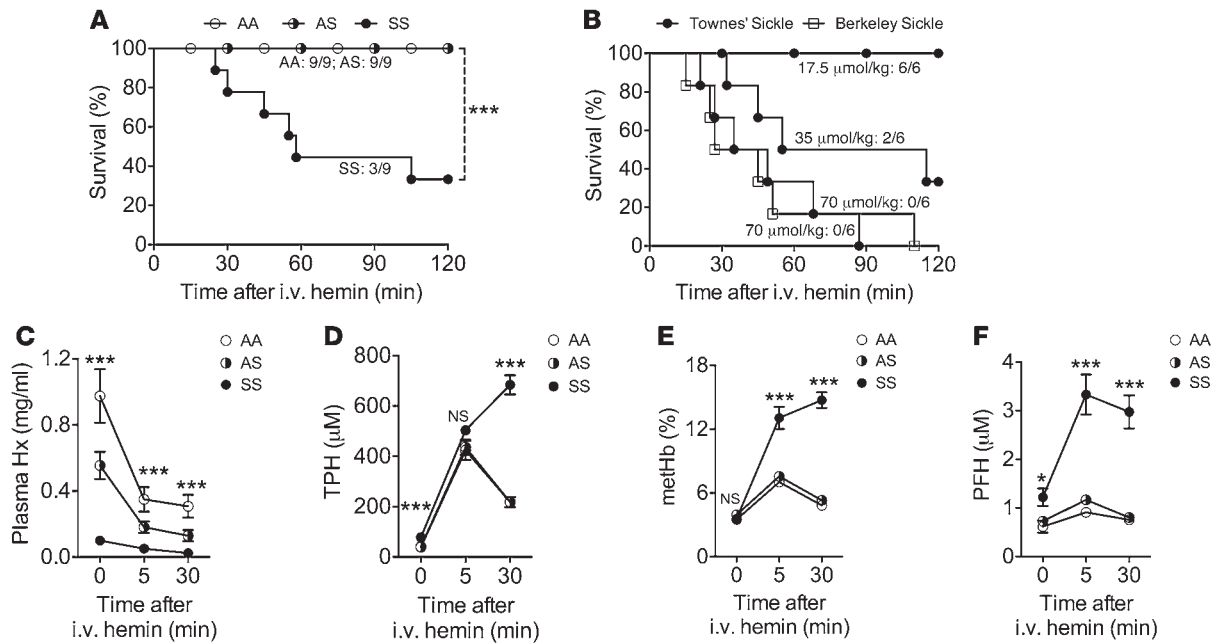 A
AA AS SS
100
80
60
40
20
0
Survival (%)
AA: 9/9; AS: 9/9
SS: 3/9
***
0 30 60 90 120
Time after i.v. hemin (min)
B
Townes' Sickle Berkeley Sickle
100
80
60
40
20
0
Survival (%)
17.5 μmol/kg: 6/6
35 μmol/kg: 2/6
70 μmol/kg: 0/6
70 μmol/kg: 0/6
0 30 60 90 120
Time after i.v. hemin (min)
C
AA
AS
SS
1.2
0.8
0.4
0.0
Plasma Hx (mg/ml)
***
***
***
0 5 30
Time after
i.v. hemin (min)
D
AA
AS
SS
800
600
400
200
0
TPH (μM)
***
NS
***
0 5 30
Time after
i.v. hemin (min)
E
AA
AS
SS
18
12
6
0
metHb (%)
NS
***
***
0 5 30
Time after
i.v. hemin (min)
F
AA
AS
SS
4
3
2
1
0
PFH (μM)
*
***
***
0 5 30
Time after
i.v. hemin (min)